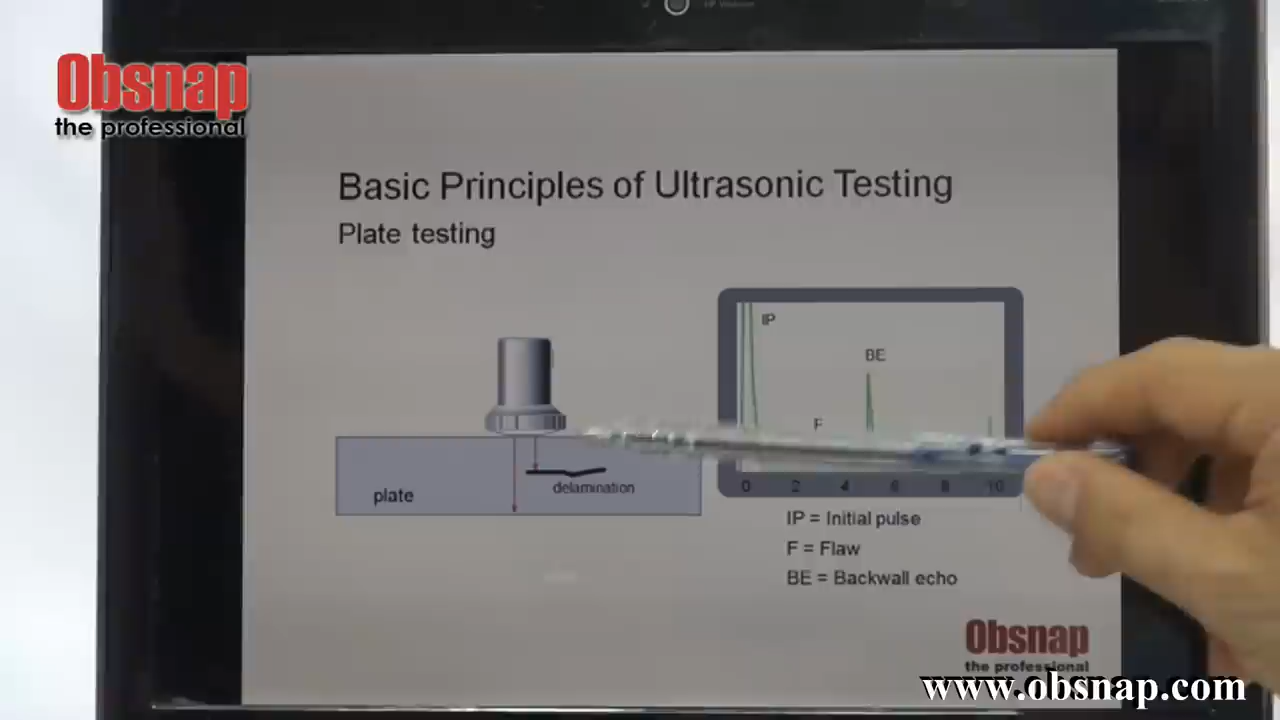 Obsnap
the professional
Basic Principles of Ultrasonic Testing
Plate testing
IP
BE
F
plate
delamination
0 2 4 6 8 10
IP = Initial pulse
F = Flaw
BE = Backwall echo
Obsnap
the professional
www.obsnap.com